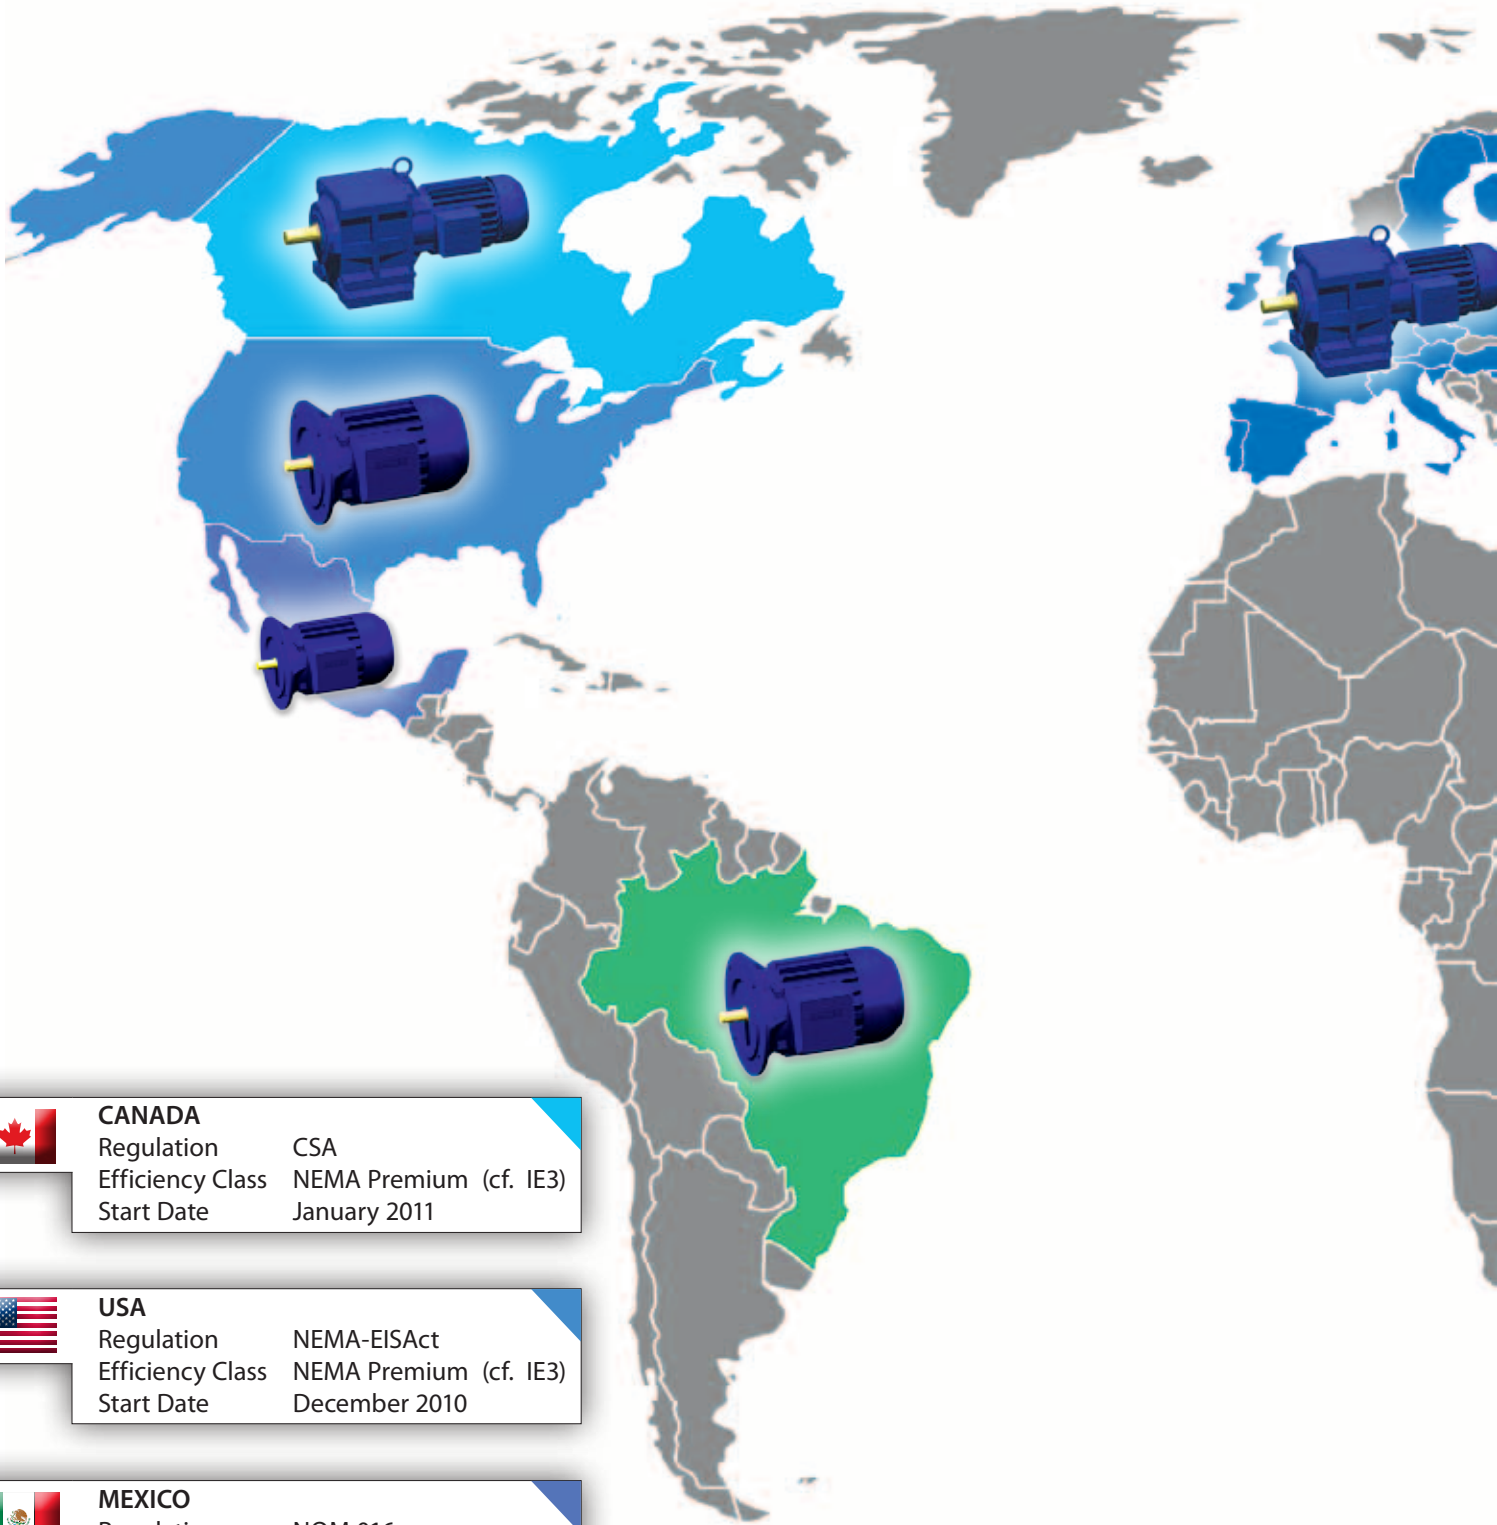 CANADA
Regulation CSA
Efficiency Class NEMA Premium (cf. IE3)
Start Date January 2011
USA
Regulation NEMA-EISAct
Efficiency Class NEMA Premium (cf. IE3)
Start Date December 2010
MEXICO